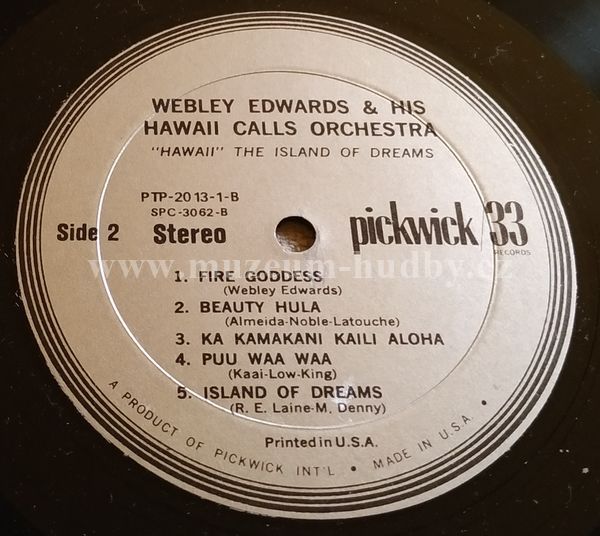 WEBLEY EDWARDS & HIS
HAWAII CALLS ORCHESTRA
"HAWAII" THE ISLAND OF DREAMS
PTP-2013-1-B
SPC-3062-B
Side 2 Stereo
pickwick 33
RECORDS
www.muzeum-hudby.cz
1. FIRE GODDESS
(Webley Edwards)
2. BEAUTY HULA
(Almeida-Noble-Latouche)
3. KA KAMAKANI KAILI ALOHA
4. PUU WAA WAA
(Kaai-Low-King)
5. ISLAND OF DREAMS
(R. E. Laine-M. Denny)
Printed in U.S.A.
A PRODUCT OF PICKWICK INT'L • MADE IN U.S.A.